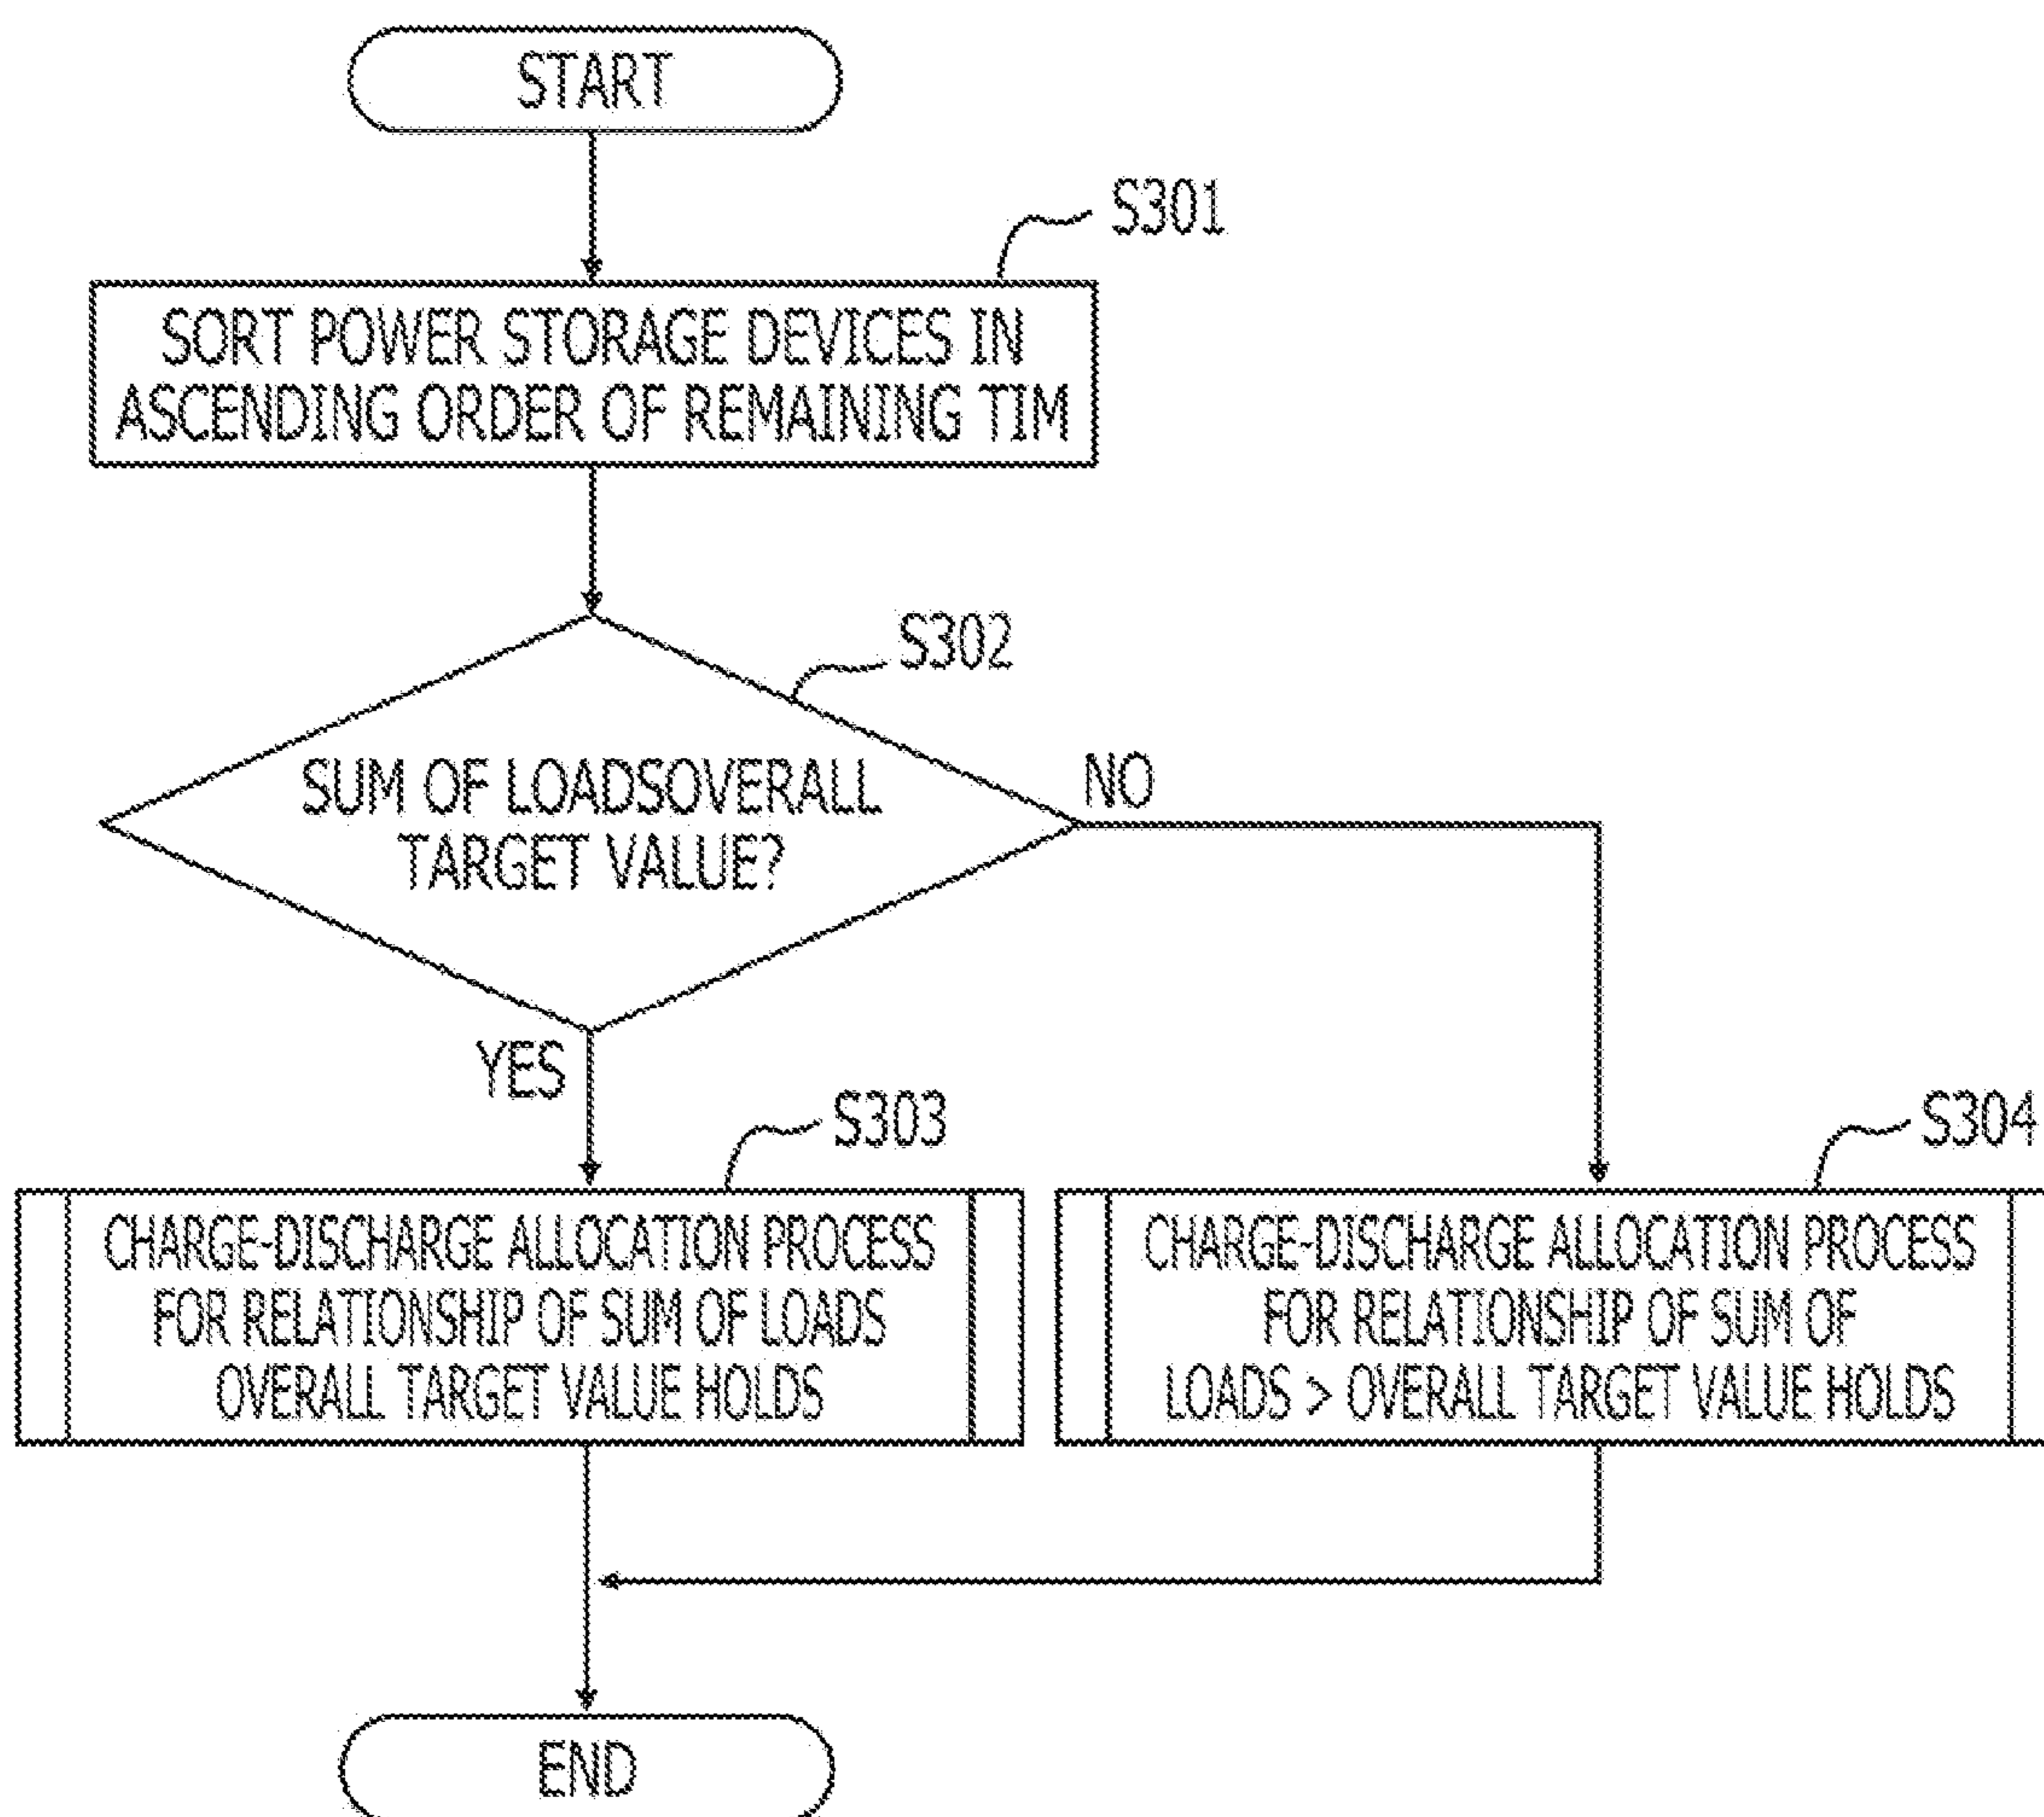 START
S301
SORT POWER STORAGE DEVICES IN
ASCENDING ORDER OF REMAINING TIM
S302
SUM OF LOADSOVERALL
TARGET VALUE?
NO
YES
S303
CHARGE-DISCHARGE ALLOCATION PROCESS
FOR RELATIONSHIP OF SUM OF LOADS
OVERALL TARGET VALUE HOLDS
S304
CHARGE-DISCHARGE ALLOCATION PROCESS
FOR RELATIONSHIP OF SUM OF
LOADS > OVERALL TARGET VALUE HOLDS
END